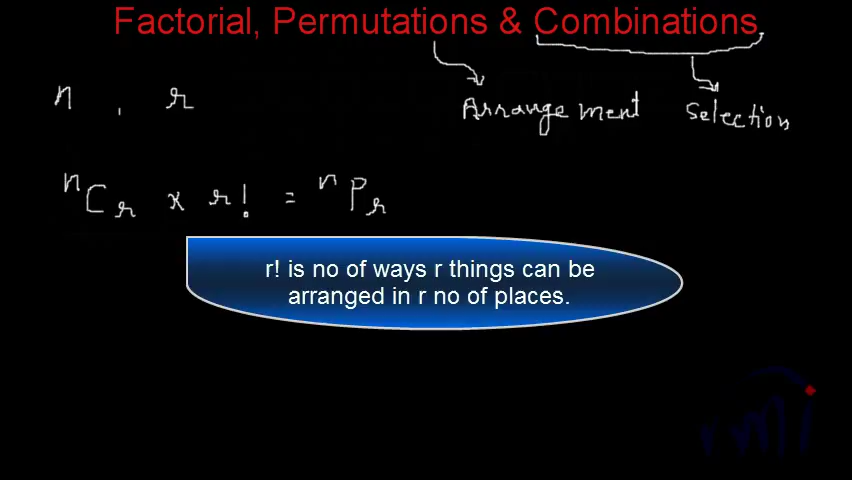 Factorial, Permutations & Combinations
n , r
Arrangement Selection
nCr x r! = nPr
r! is no of ways r things can be
arranged in r no of places.